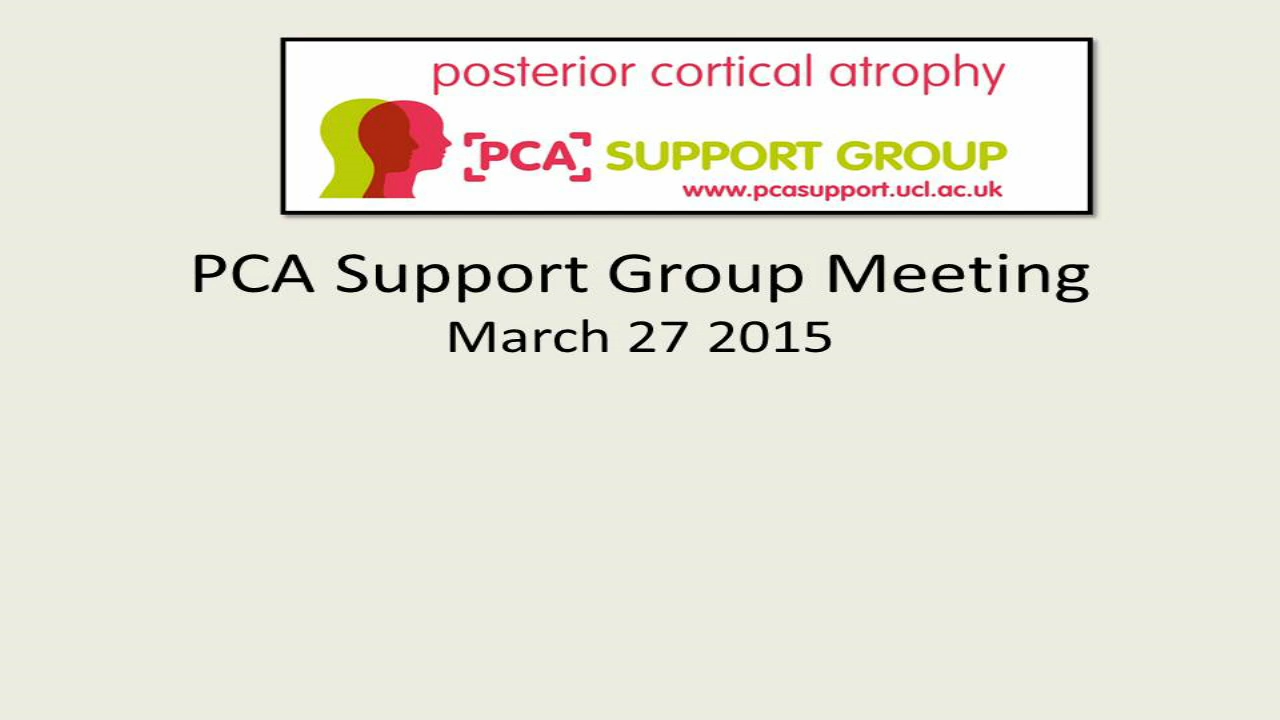 posterior cortical atrophy
[PCA] SUPPORT GROUP
www.pcasupport.ucl.ac.uk
PCA Support Group Meeting
March 27 2015